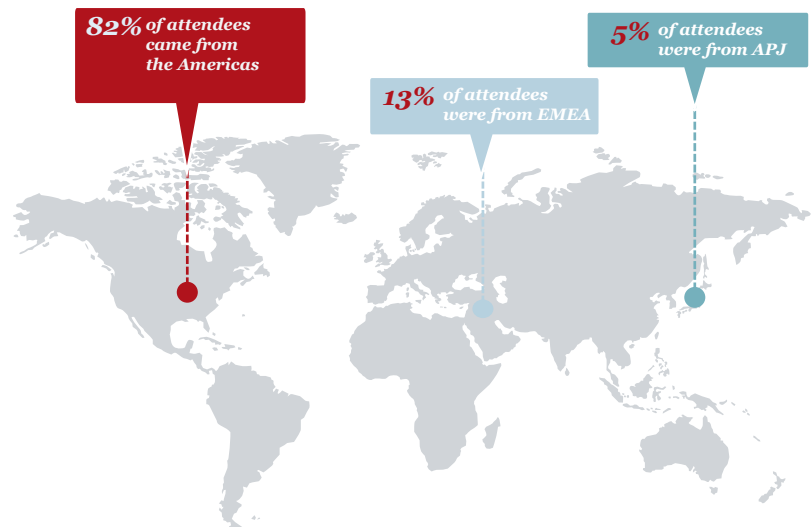 82% of attendees
came from
the Americas
13% of attendees
were from EMEA
5% of attendees
were from APJ